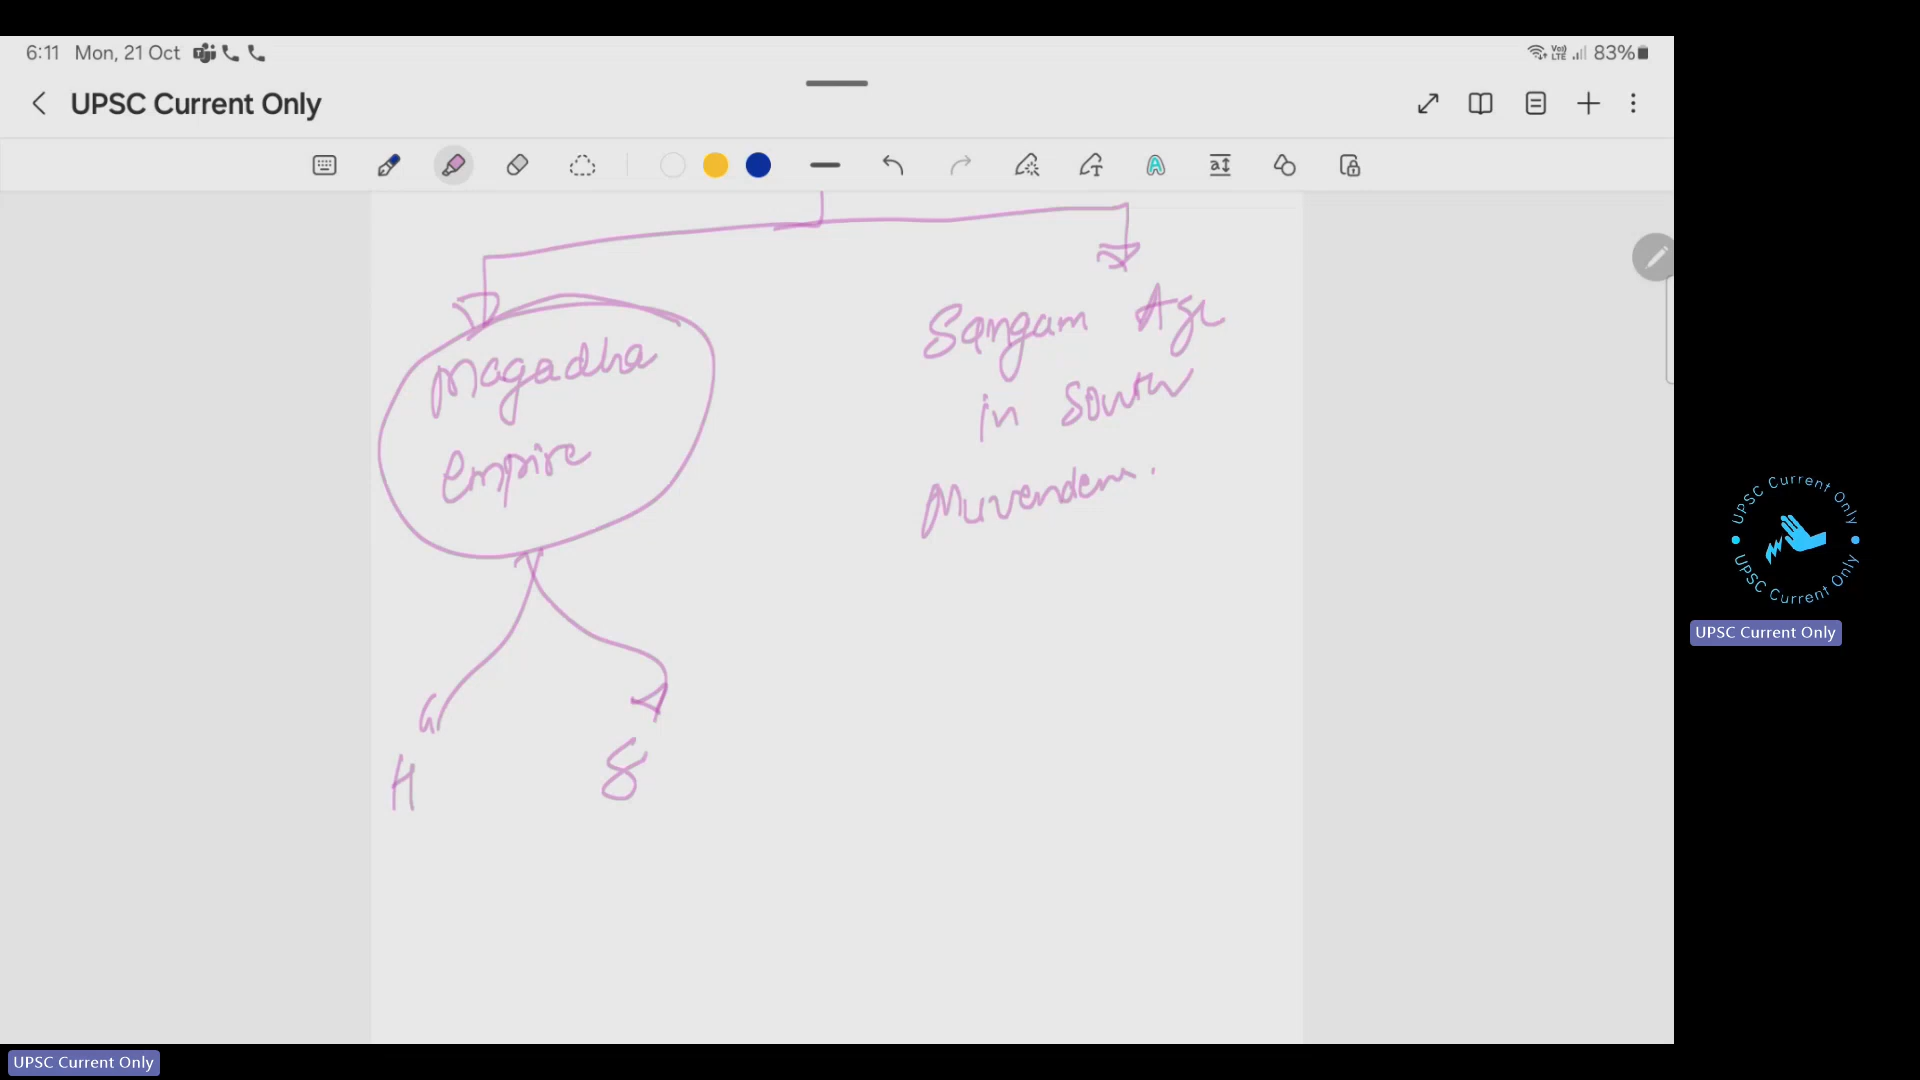 6:11 Mon, 21 Oct
83%
UPSC Current Only
Magadha
Empire
Sangam Age
in South
Muvendem.
H
S
UPSC Current Only
UPSC Current Only
UPSC Current Only
UPSC Current Only